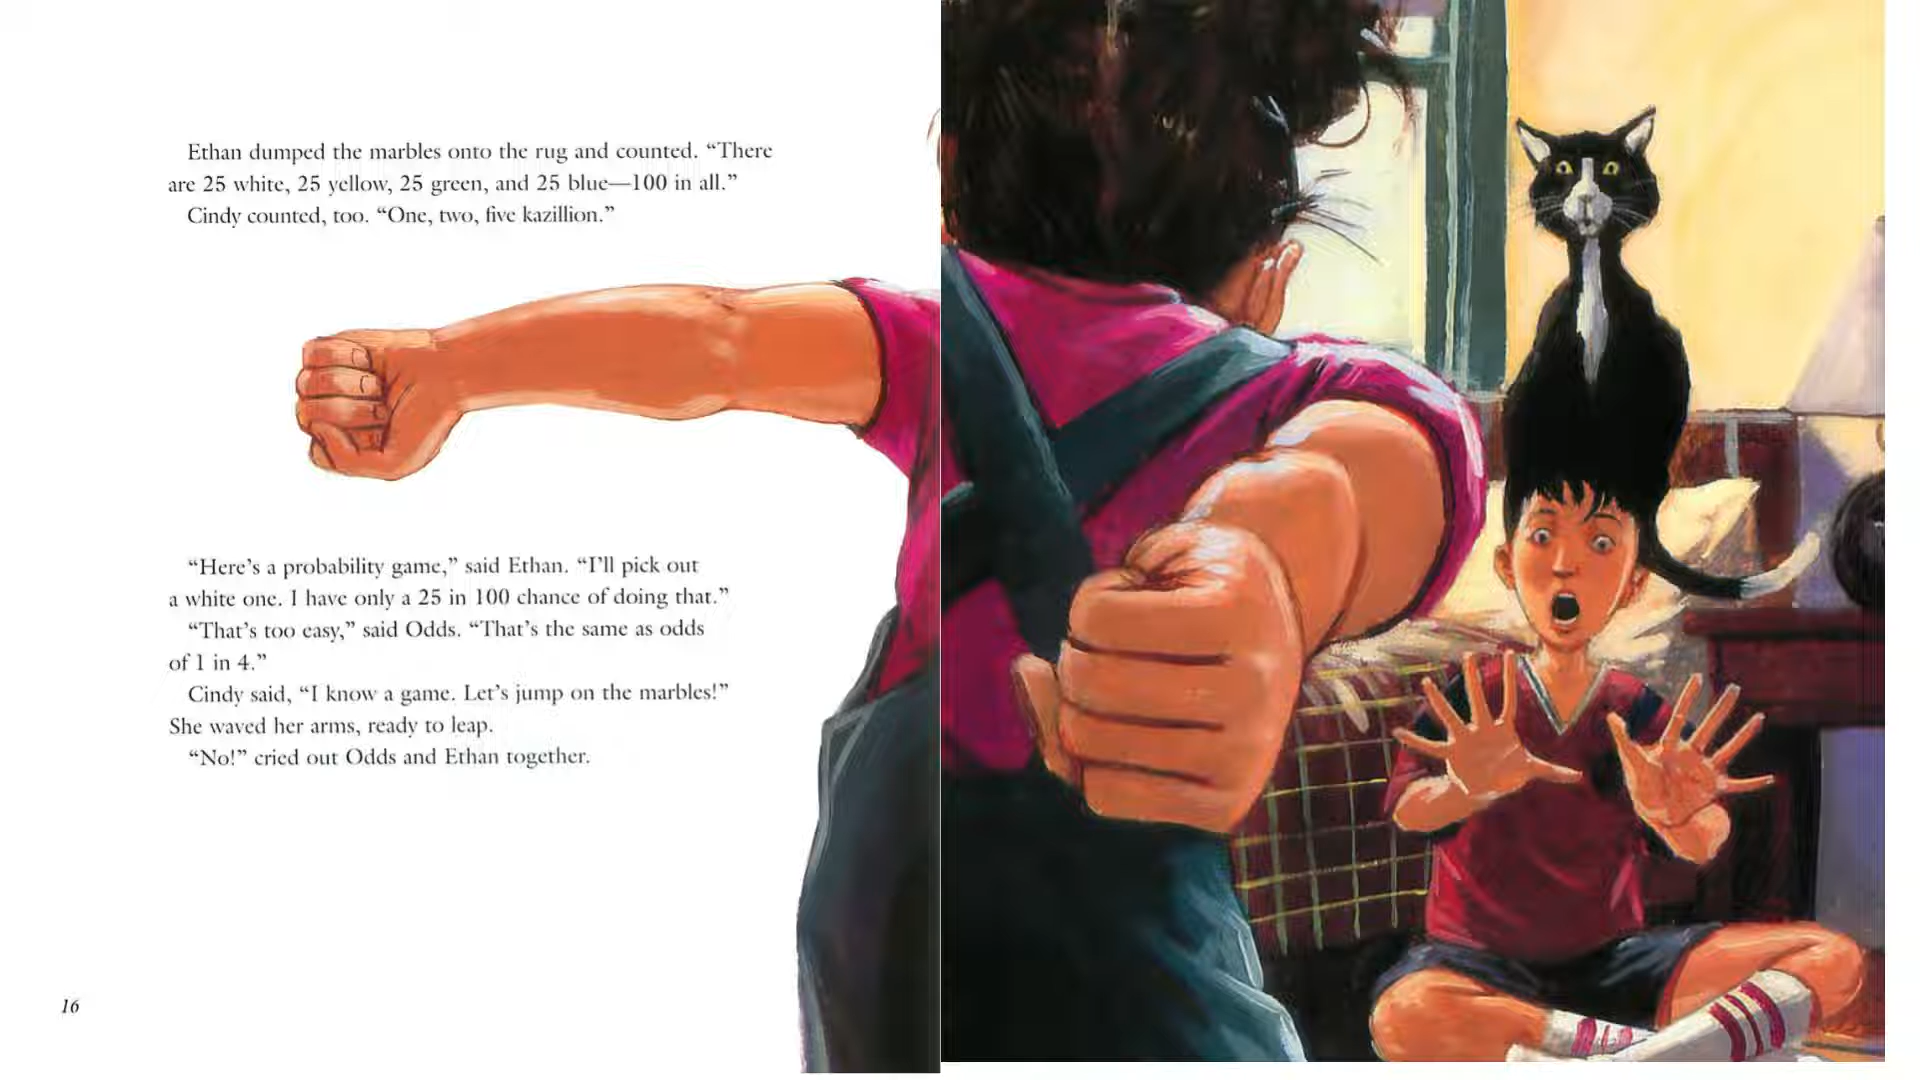 Ethan dumped the marbles onto the rug and counted. “There
are 25 white, 25 yellow, 25 green, and 25 blue—100 in all.”
Cindy counted, too. “One, two, five kazillion.”
“Here’s a probability game,” said Ethan. “I’ll pick out
a white one. I have only a 25 in 100 chance of doing that.”
“That’s too easy,” said Odds. “That’s the same as odds
of 1 in 4.”
Cindy said, “I know a game. Let’s jump on the marbles!”
She waved her arms, ready to leap.
“No!” cried out Odds and Ethan together.
16